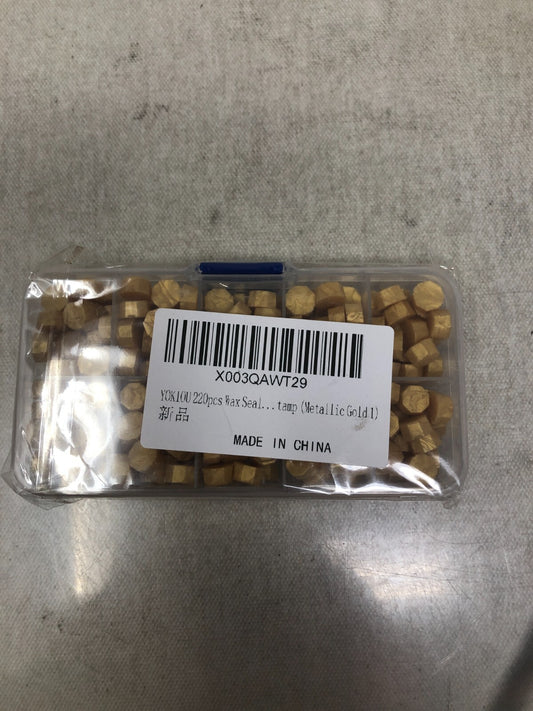 X003QAWT29
YOKIOU 220pcs Wax Seal...tamp (Metallic Gold 1)
新品
MADE IN CHINA